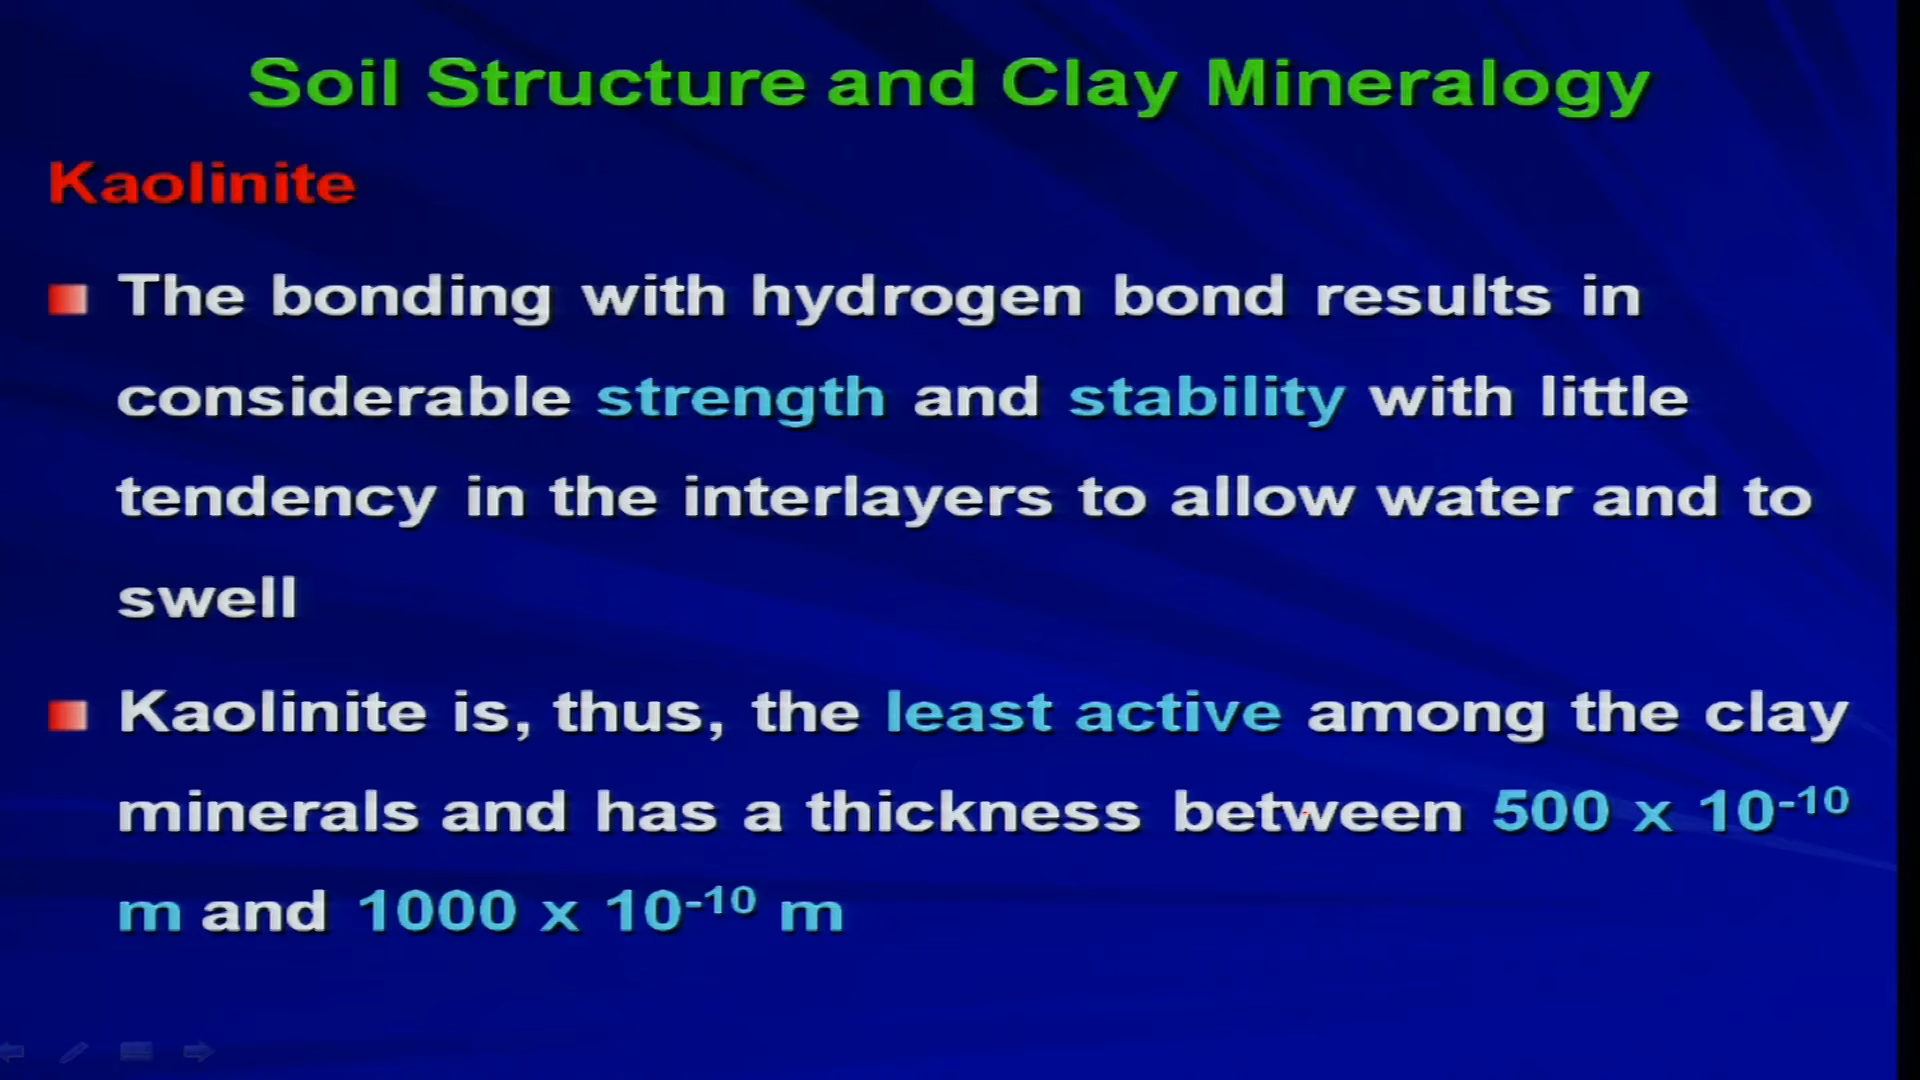 Soil Structure and Clay Mineralogy
Kaolinite
The bonding with hydrogen bond results in
considerable strength and stability with little
tendency in the interlayers to allow water and to
swell
Kaolinite is, thus, the least active among the clay
minerals and has a thickness between 500 x 10⁻¹⁰
m and 1000 x 10⁻¹⁰ m